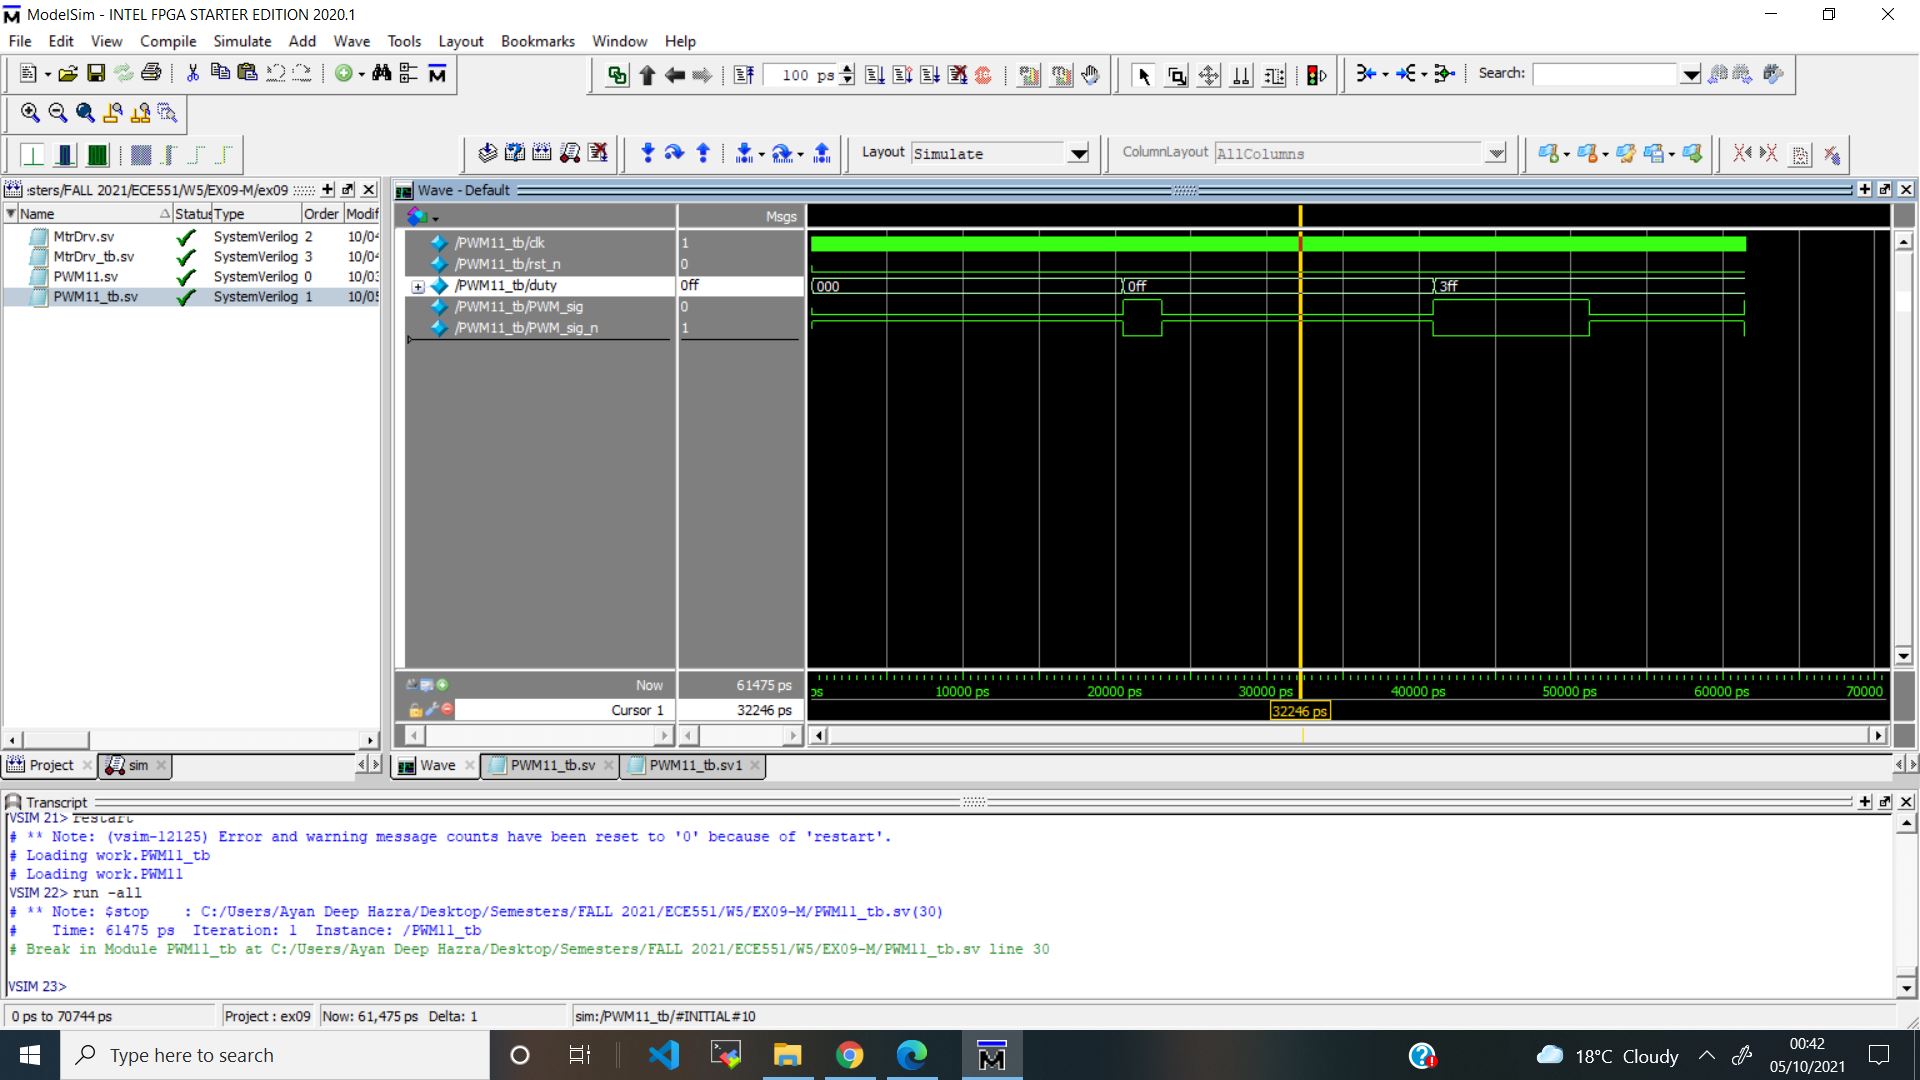 ModelSim - INTEL FPGA STARTER EDITION 2020.1
File Edit View Compile Simulate Add Wave Tools Layout Bookmarks Window Help
100 ps
Search:
Layout Simulate
ColumnLayout AllColumns
:sters/FALL 2021/ECE551/W5/EX09-M/ex09
Wave - Default
Name Status Type Order Modif
Msgs
MtrDrv.sv SystemVerilog 2 10/04
MtrDrv_tb.sv SystemVerilog 3 10/04
PWM11.sv SystemVerilog 0 10/03
PWM11_tb.sv SystemVerilog 1 10/05
/PWM11_tb/clk 1
/PWM11_tb/rst_n 0
/PWM11_tb/duty 0ff 000 0ff 3ff
/PWM11_tb/PWM_sig 0
/PWM11_tb/PWM_sig_n 1
Now 61475 ps
ps 10000 ps 20000 ps 30000 ps 40000 ps 50000 ps 60000 ps 70000
Cursor 1 32246 ps
32246 ps
Project sim
Wave PWM11_tb.sv PWM11_tb.sv1
Transcript
VSIM 21> restart
# ** Note: (vsim-12125) Error and warning message counts have been reset to '0' because of 'restart'.
# Loading work.PWM11_tb
# Loading work.PWM11
VSIM 22> run -all
# ** Note: $stop : C:/Users/Ayan Deep Hazra/Desktop/Semesters/FALL 2021/ECE551/W5/EX09-M/PWM11_tb.sv(30)
# Time: 61475 ps Iteration: 1 Instance: /PWM11_tb
# Break in Module PWM11_tb at C:/Users/Ayan Deep Hazra/Desktop/Semesters/FALL 2021/ECE551/W5/EX09-M/PWM11_tb.sv line 30
VSIM 23>
0 ps to 70744 ps Project : ex09 Now: 61,475 ps Delta: 1 sim:/PWM11_tb/#INITIAL#10
Type here to search
18°C Cloudy
00:42
05/10/2021